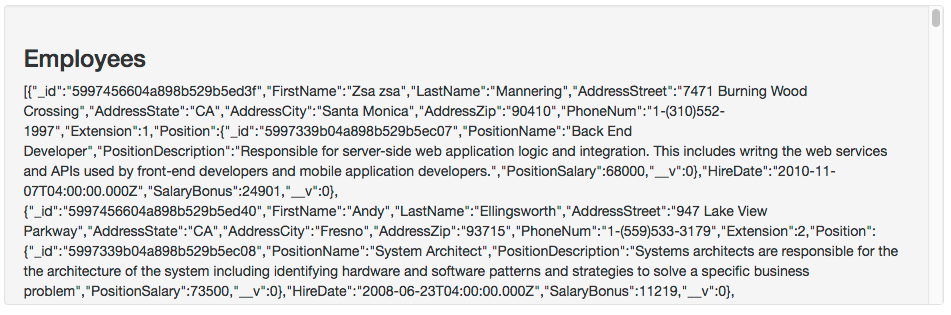 Employees
[{"_id":"5997456604a898b529b5ed3f","FirstName":"Zsa zsa","LastName":"Mannering","AddressStreet":"7471 Burning Wood
Crossing","AddressState":"CA","AddressCity":"Santa Monica","AddressZip":"90410","PhoneNum":"1-(310)552-
1997","Extension":1,"Position":{"_id":"5997339b04a898b529b5ec07","PositionName":"Back End
Developer","PositionDescription":"Responsible for server-side web application logic and integration. This includes writng the web services
and APIs used by front-end developers and mobile application developers.","PositionSalary":68000,"__v":0},"HireDate":"2010-11-
07T04:00:00.000Z","SalaryBonus":24901,"__v":0},
{"_id":"5997456604a898b529b5ed40","FirstName":"Andy","LastName":"Ellingsworth","AddressStreet":"947 Lake View
Parkway","AddressState":"CA","AddressCity":"Fresno","AddressZip":"93715","PhoneNum":"1-(559)533-3179","Extension":2,"Position":
{"_id":"5997339b04a898b529b5ec08","PositionName":"System Architect","PositionDescription":"Systems architects are responsible for the
the architecture of the system including identifying hardware and software patterns and strategies to solve a specific business
problem","PositionSalary":73500,"__v":0},"HireDate":"2008-06-23T04:00:00.000Z","SalaryBonus":11219,"__v":0},